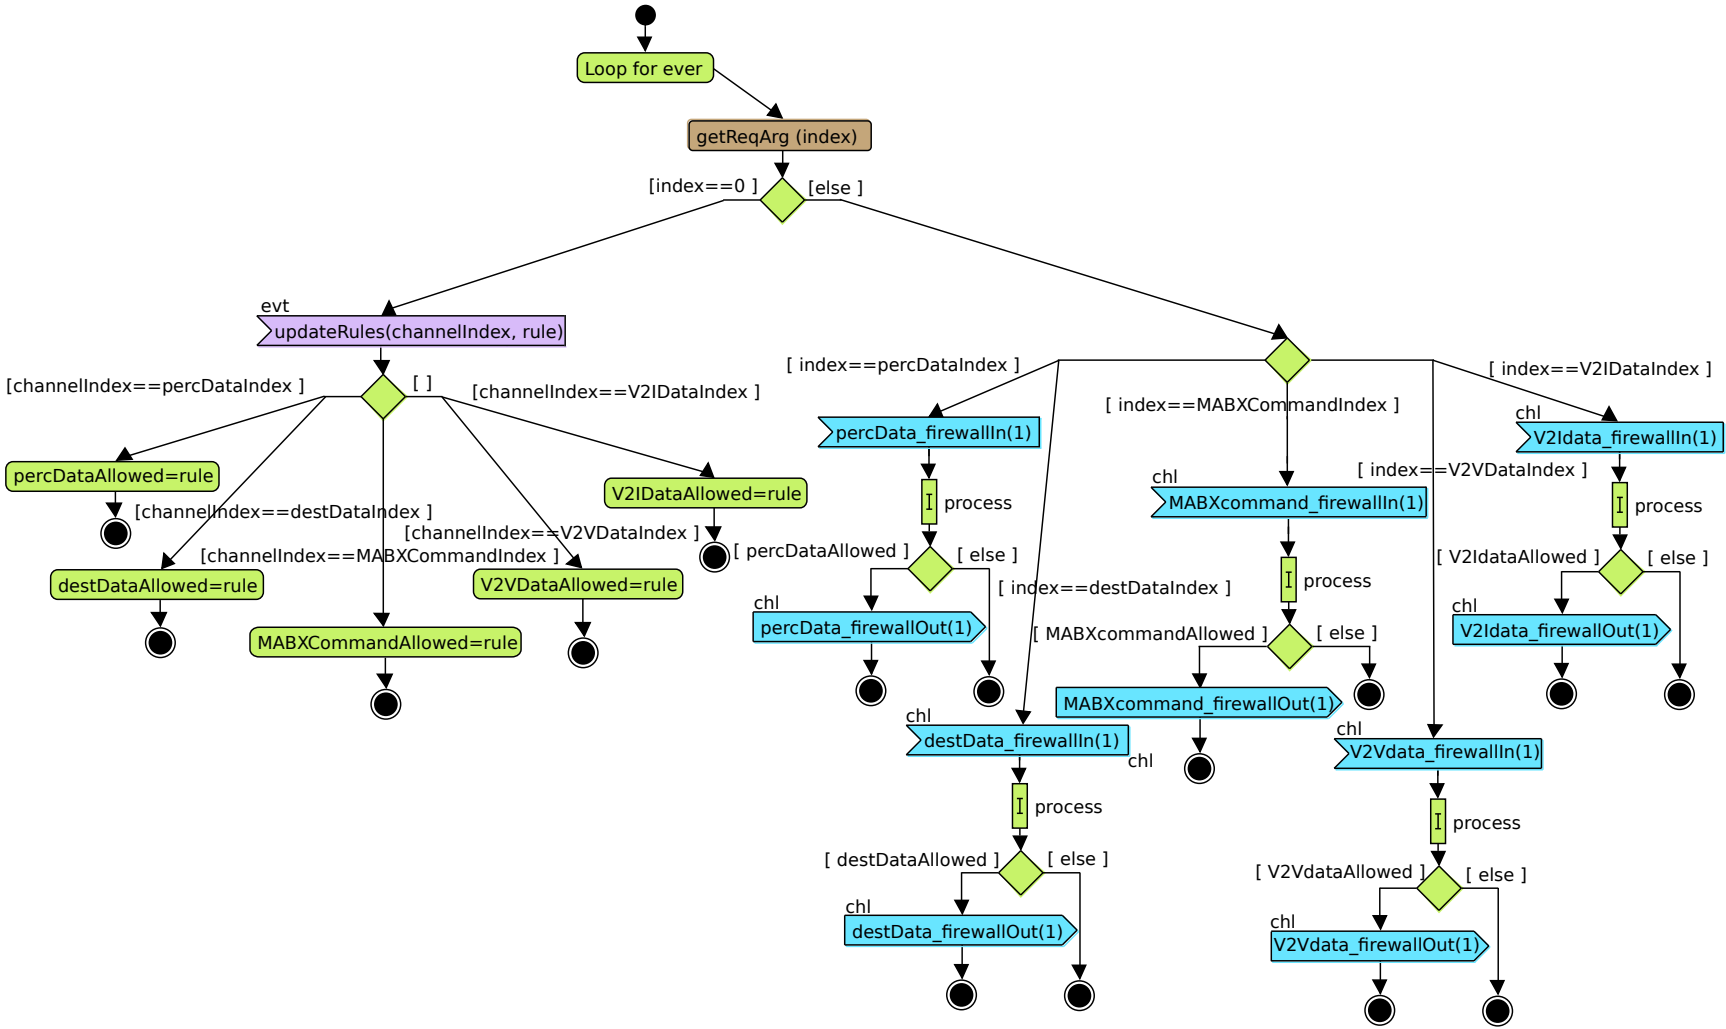 Loop for ever
getReqArg (index)
[index==0 ]
[else ]
evt
updateRules(channelIndex, rule)
[channelIndex==percDataIndex ]
[ ]
[channelIndex==V2IDataIndex ]
percDataAllowed=rule
V2IDataAllowed=rule
[channelIndex==destDataIndex ]
[channelIndex==V2VDataIndex ]
[channelIndex==MABXCommandIndex ]
destDataAllowed=rule
V2VDataAllowed=rule
MABXCommandAllowed=rule
[ index==percDataIndex ]
[ index==V2IDataIndex ]
[ index==MABXCommandIndex ]
percData_firewallIn(1)
chl
V2Idata_firewallIn(1)
[ index==V2VDataIndex ]
chl
MABXcommand_firewallIn(1)
process
process
[ percDataAllowed ]
[ else ]
[ V2IdataAllowed ]
[ else ]
process
[ index==destDataIndex ]
chl
percData_firewallOut(1)
chl
V2Idata_firewallOut(1)
[ MABXcommandAllowed ]
[ else ]
MABXcommand_firewallOut(1)
chl
destData_firewallIn(1)
chl
chl
V2Vdata_firewallIn(1)
process
process
[ destDataAllowed ]
[ else ]
[ V2VdataAllowed ]
[ else ]
chl
destData_firewallOut(1)
chl
V2Vdata_firewallOut(1)